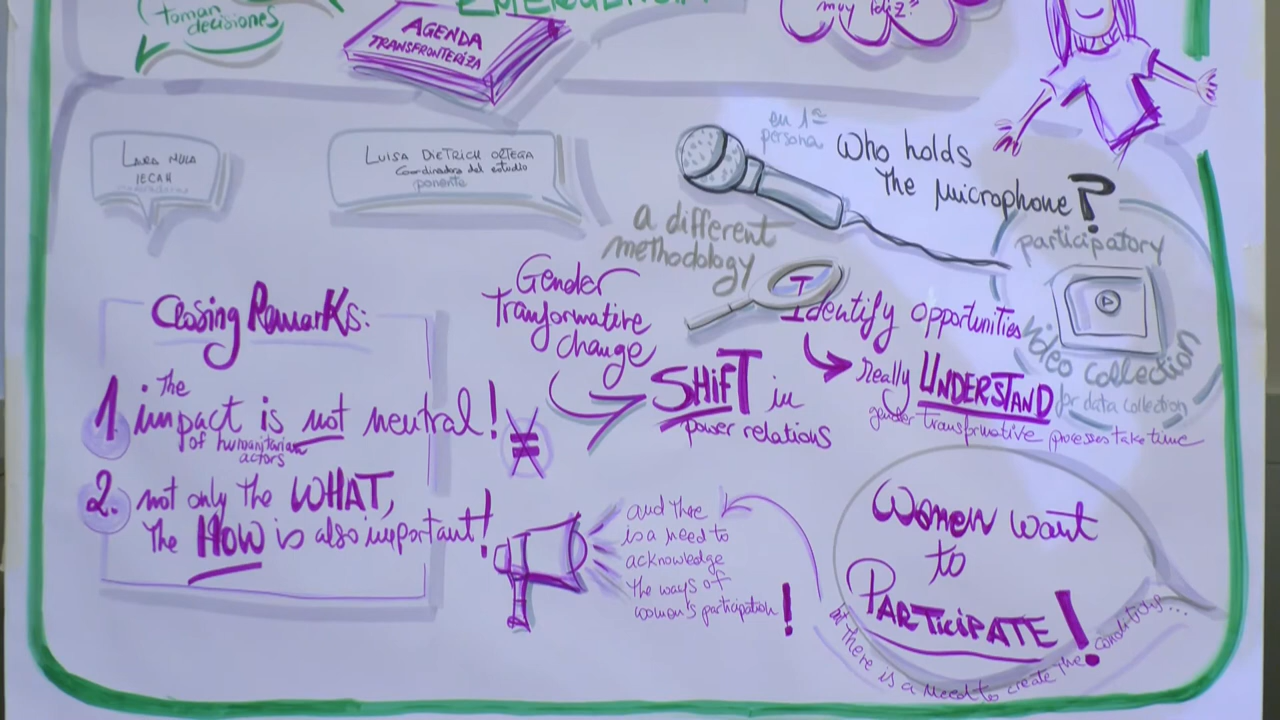 toman
decisiones
AGENDA
TRANSFRONTERIZA
muy feliz?
LAURA
IECAH
LUISA DIETRICH ORTEGA
Coordinadora del estudio
ponente
en 1ª
persona
Who holds
the microphone?
a different
methodology
participatory
video collection
for data collection
Gender
Tranformative
change
SHIFT in
power relations
Identify opportunities
really UNDERSTAND
gender transformative processes take time
Closing Remarks:
1. The
impact is not neutral!
of humanitarian
actors
2. not only the WHAT,
the HOW is also important!
and there
is a need to
acknowledge
the ways of
women's participation!
Women want
to
PARTICIPATE!
but there is a need to create the conditions...